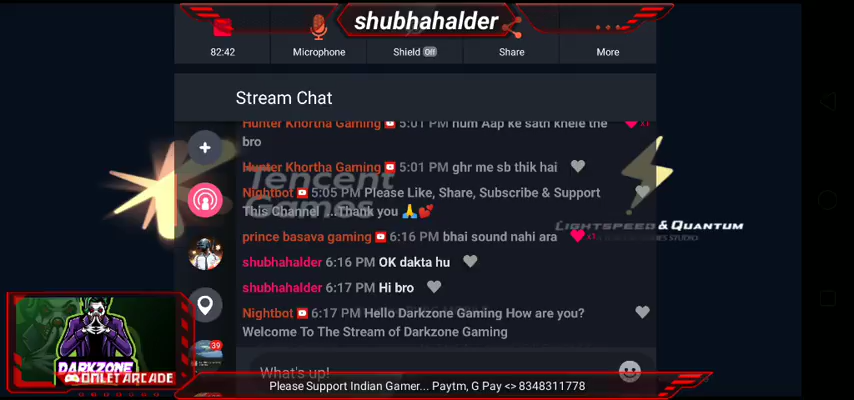 shubhahalder
82:42
Microphone
Shield Off
Share
More
Stream Chat
Hunter Khortha Gaming 5:01 PM hum Aap ke sath khele the x1
bro
Hunter Khortha Gaming 5:01 PM ghr me sb thik hai
Tencent
Games
Nightbot 5:05 PM Please Like, Share, Subscribe & Support
This Channel ...Thank you 🙏💕
LIGHTSPEED & QUANTUM
prince basava gaming 6:16 PM bhai sound nahi ara x1
shubhahalder 6:16 PM OK dakta hu
shubhahalder 6:17 PM Hi bro
Nightbot 6:17 PM Hello Darkzone Gaming How are you?
Welcome To The Stream of Darkzone Gaming
39
DARKZONE
OMLET ARCADE
What's up!
Please Support Indian Gamer... Paytm, G Pay <> 8348311778